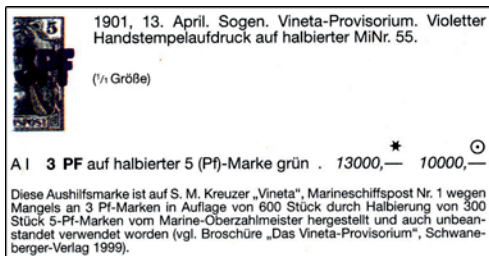 1901, 13. April. Sogen. Vineta-Provisorium. Violetter
Handstempelaufdruck auf halbierter MiNr. 55.
5
3PF
(¹/₁ Größe)
✶ ⊙
A I 3 PF auf halbierter 5 (Pf)-Marke grün . 13000,— 10000,—
Diese Aushilfsmarke ist auf S. M. Kreuzer „Vineta“, Marineschiffspost Nr. 1 wegen
Mangels an 3 Pf-Marken in Auflage von 600 Stück durch Halbierung von 300
Stück 5-Pf-Marken vom Marine-Oberzahlmeister hergestellt und auch unbean-
standet verwendet worden (vgl. Broschüre „Das Vineta-Provisorium“, Schwane-
berger-Verlag 1999).